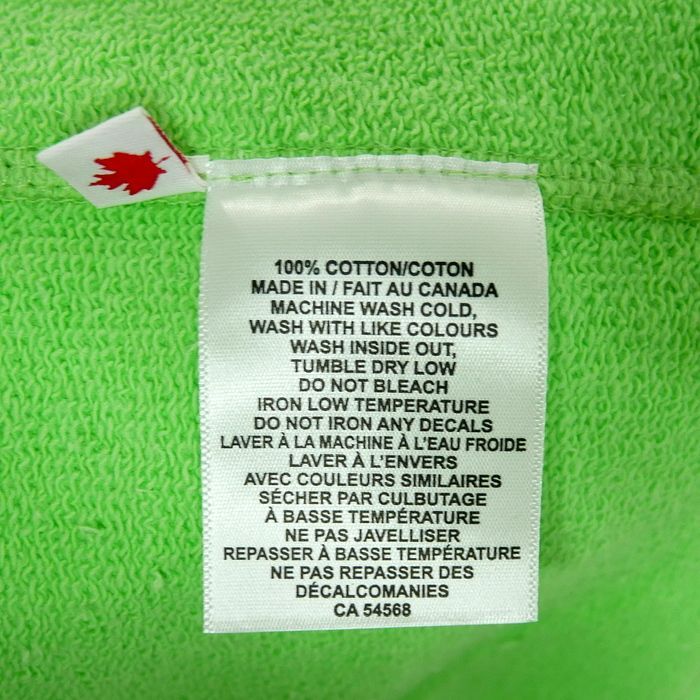 100% COTTON/COTON
MADE IN / FAIT AU CANADA
MACHINE WASH COLD,
WASH WITH LIKE COLOURS
WASH INSIDE OUT,
TUMBLE DRY LOW
DO NOT BLEACH
IRON LOW TEMPERATURE
DO NOT IRON ANY DECALS
LAVER À LA MACHINE À L'EAU FROIDE
LAVER À L'ENVERS
AVEC COULEURS SIMILAIRES
SÉCHER PAR CULBUTAGE
À BASSE TEMPÉRATURE
NE PAS JAVELLISER
REPASSER À BASSE TEMPÉRATURE
NE PAS REPASSER DES
DÉCALCOMANIES
CA 54568